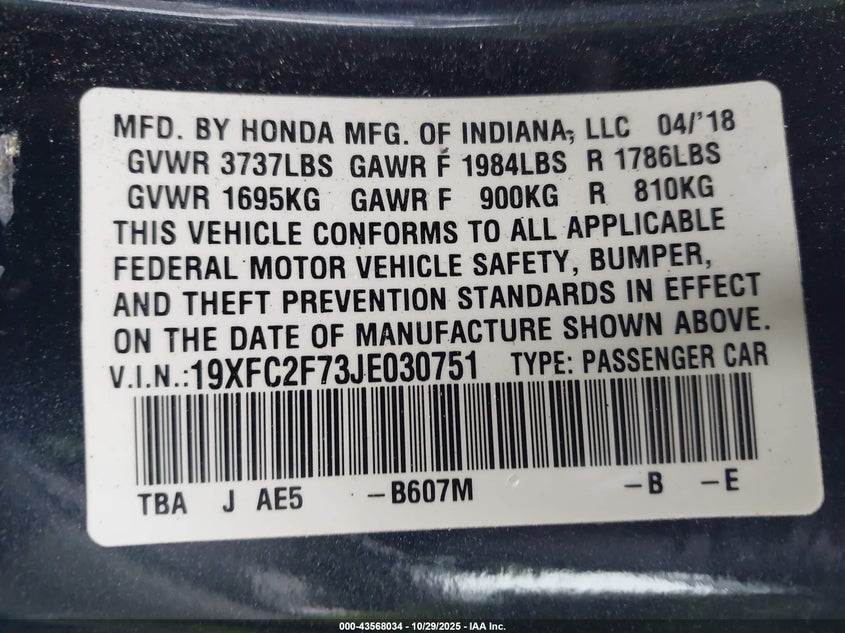 MFD. BY HONDA MFG. OF INDIANA, LLC 04/'18
GVWR 3737LBS GAWR F 1984LBS R 1786LBS
GVWR 1695KG GAWR F 900KG R 810KG
THIS VEHICLE CONFORMS TO ALL APPLICABLE
FEDERAL MOTOR VEHICLE SAFETY, BUMPER,
AND THEFT PREVENTION STANDARDS IN EFFECT
ON THE DATE OF MANUFACTURE SHOWN ABOVE.
V.I.N.:19XFC2F73JE030751 TYPE: PASSENGER CAR
TBA J AE5 -B607M -B -E
000-43568034 - 10/29/2025 - IAA Inc.